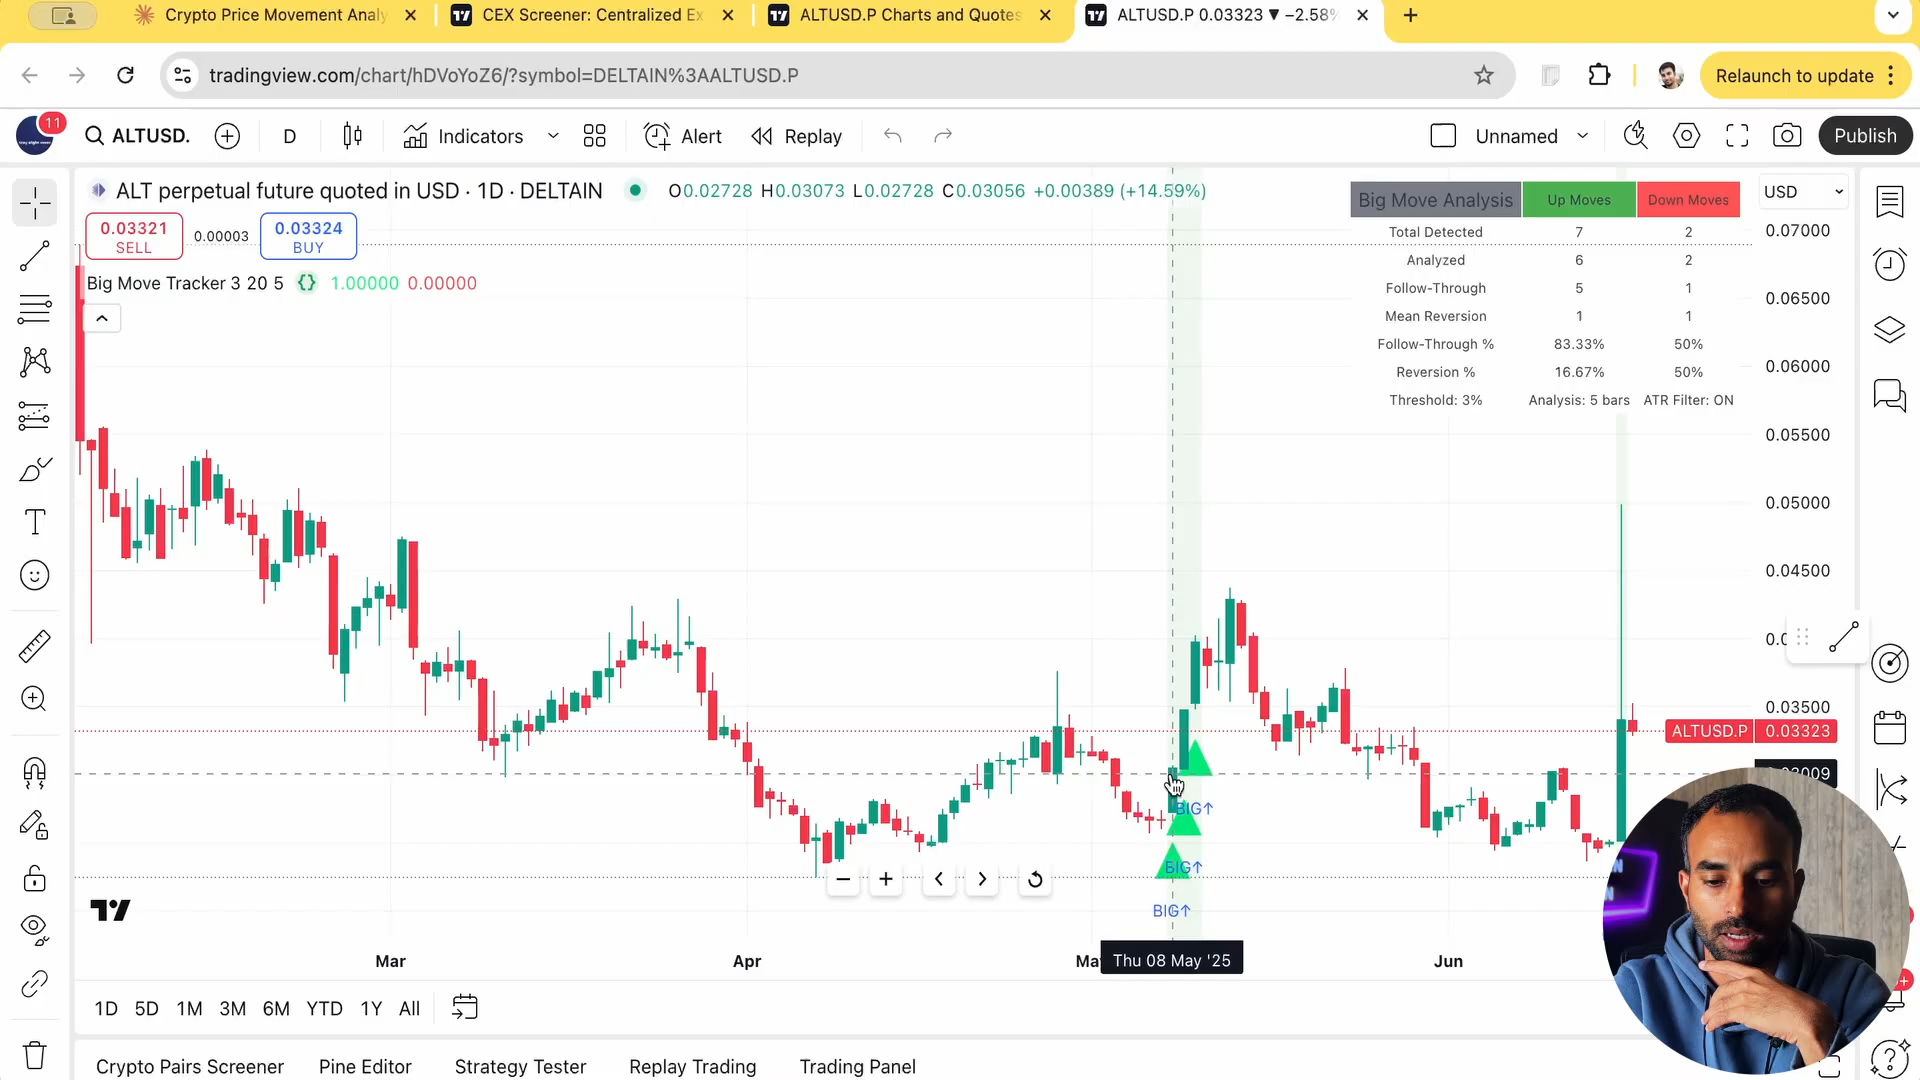 Crypto Price Movement Analy
CEX Screener: Centralized Ex
ALTUSD.P Charts and Quotes
ALTUSD.P 0.03323 ▼ −2.58%
tradingview.com/chart/hDVoYoZ6/?symbol=DELTAIN%3AALTUSD.P
Relaunch to update
11
ALTUSD.
D
Indicators
Alert
Replay
Unnamed
Publish
ALT perpetual future quoted in USD · 1D · DELTAIN
O0.02728 H0.03073 L0.02728 C0.03056 +0.00389 (+14.59%)
0.03321
SELL
0.00003
0.03324
BUY
Big Move Tracker 3 20 5 {} 1.00000 0.00000
Big Move Analysis Up Moves Down Moves
Total Detected 7 2
Analyzed 6 2
Follow-Through 5 1
Mean Reversion 1 1
Follow-Through % 83.33% 50%
Reversion % 16.67% 50%
Threshold: 3% Analysis: 5 bars ATR Filter: ON
USD
0.07000
0.06500
0.06000
0.05500
0.05000
0.04500
0.03500
ALTUSD.P 0.03323
BIG↑
BIG↑
BIG↑
Mar
Apr
Thu 08 May '25
Jun
1D 5D 1M 3M 6M YTD 1Y All
Crypto Pairs Screener
Pine Editor
Strategy Tester
Replay Trading
Trading Panel